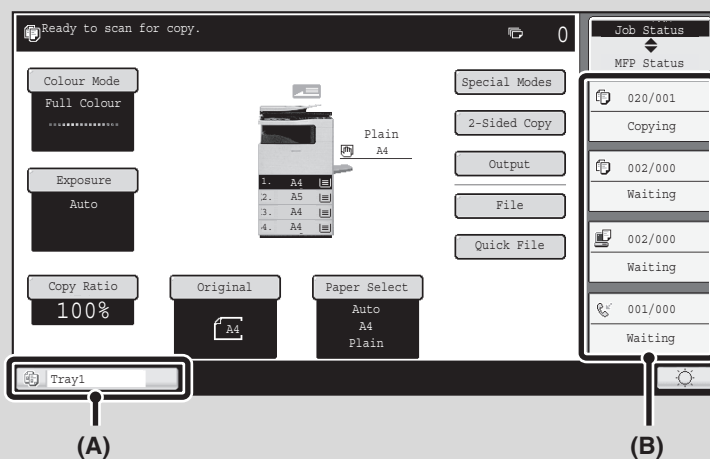 Ready to scan for copy.
0
Job Status
MFP Status
Colour Mode
Full Colour
Special Modes
2-Sided Copy
Output
File
Quick File
Plain
A4
1. A4
2. A5
3. A4
4. A4
Exposure
Auto
Copy Ratio
100%
Original
A4
Paper Select
Auto
A4
Plain
020/001
Copying
002/000
Waiting
002/000
Waiting
001/000
Waiting
Tray1
(A)
(B)